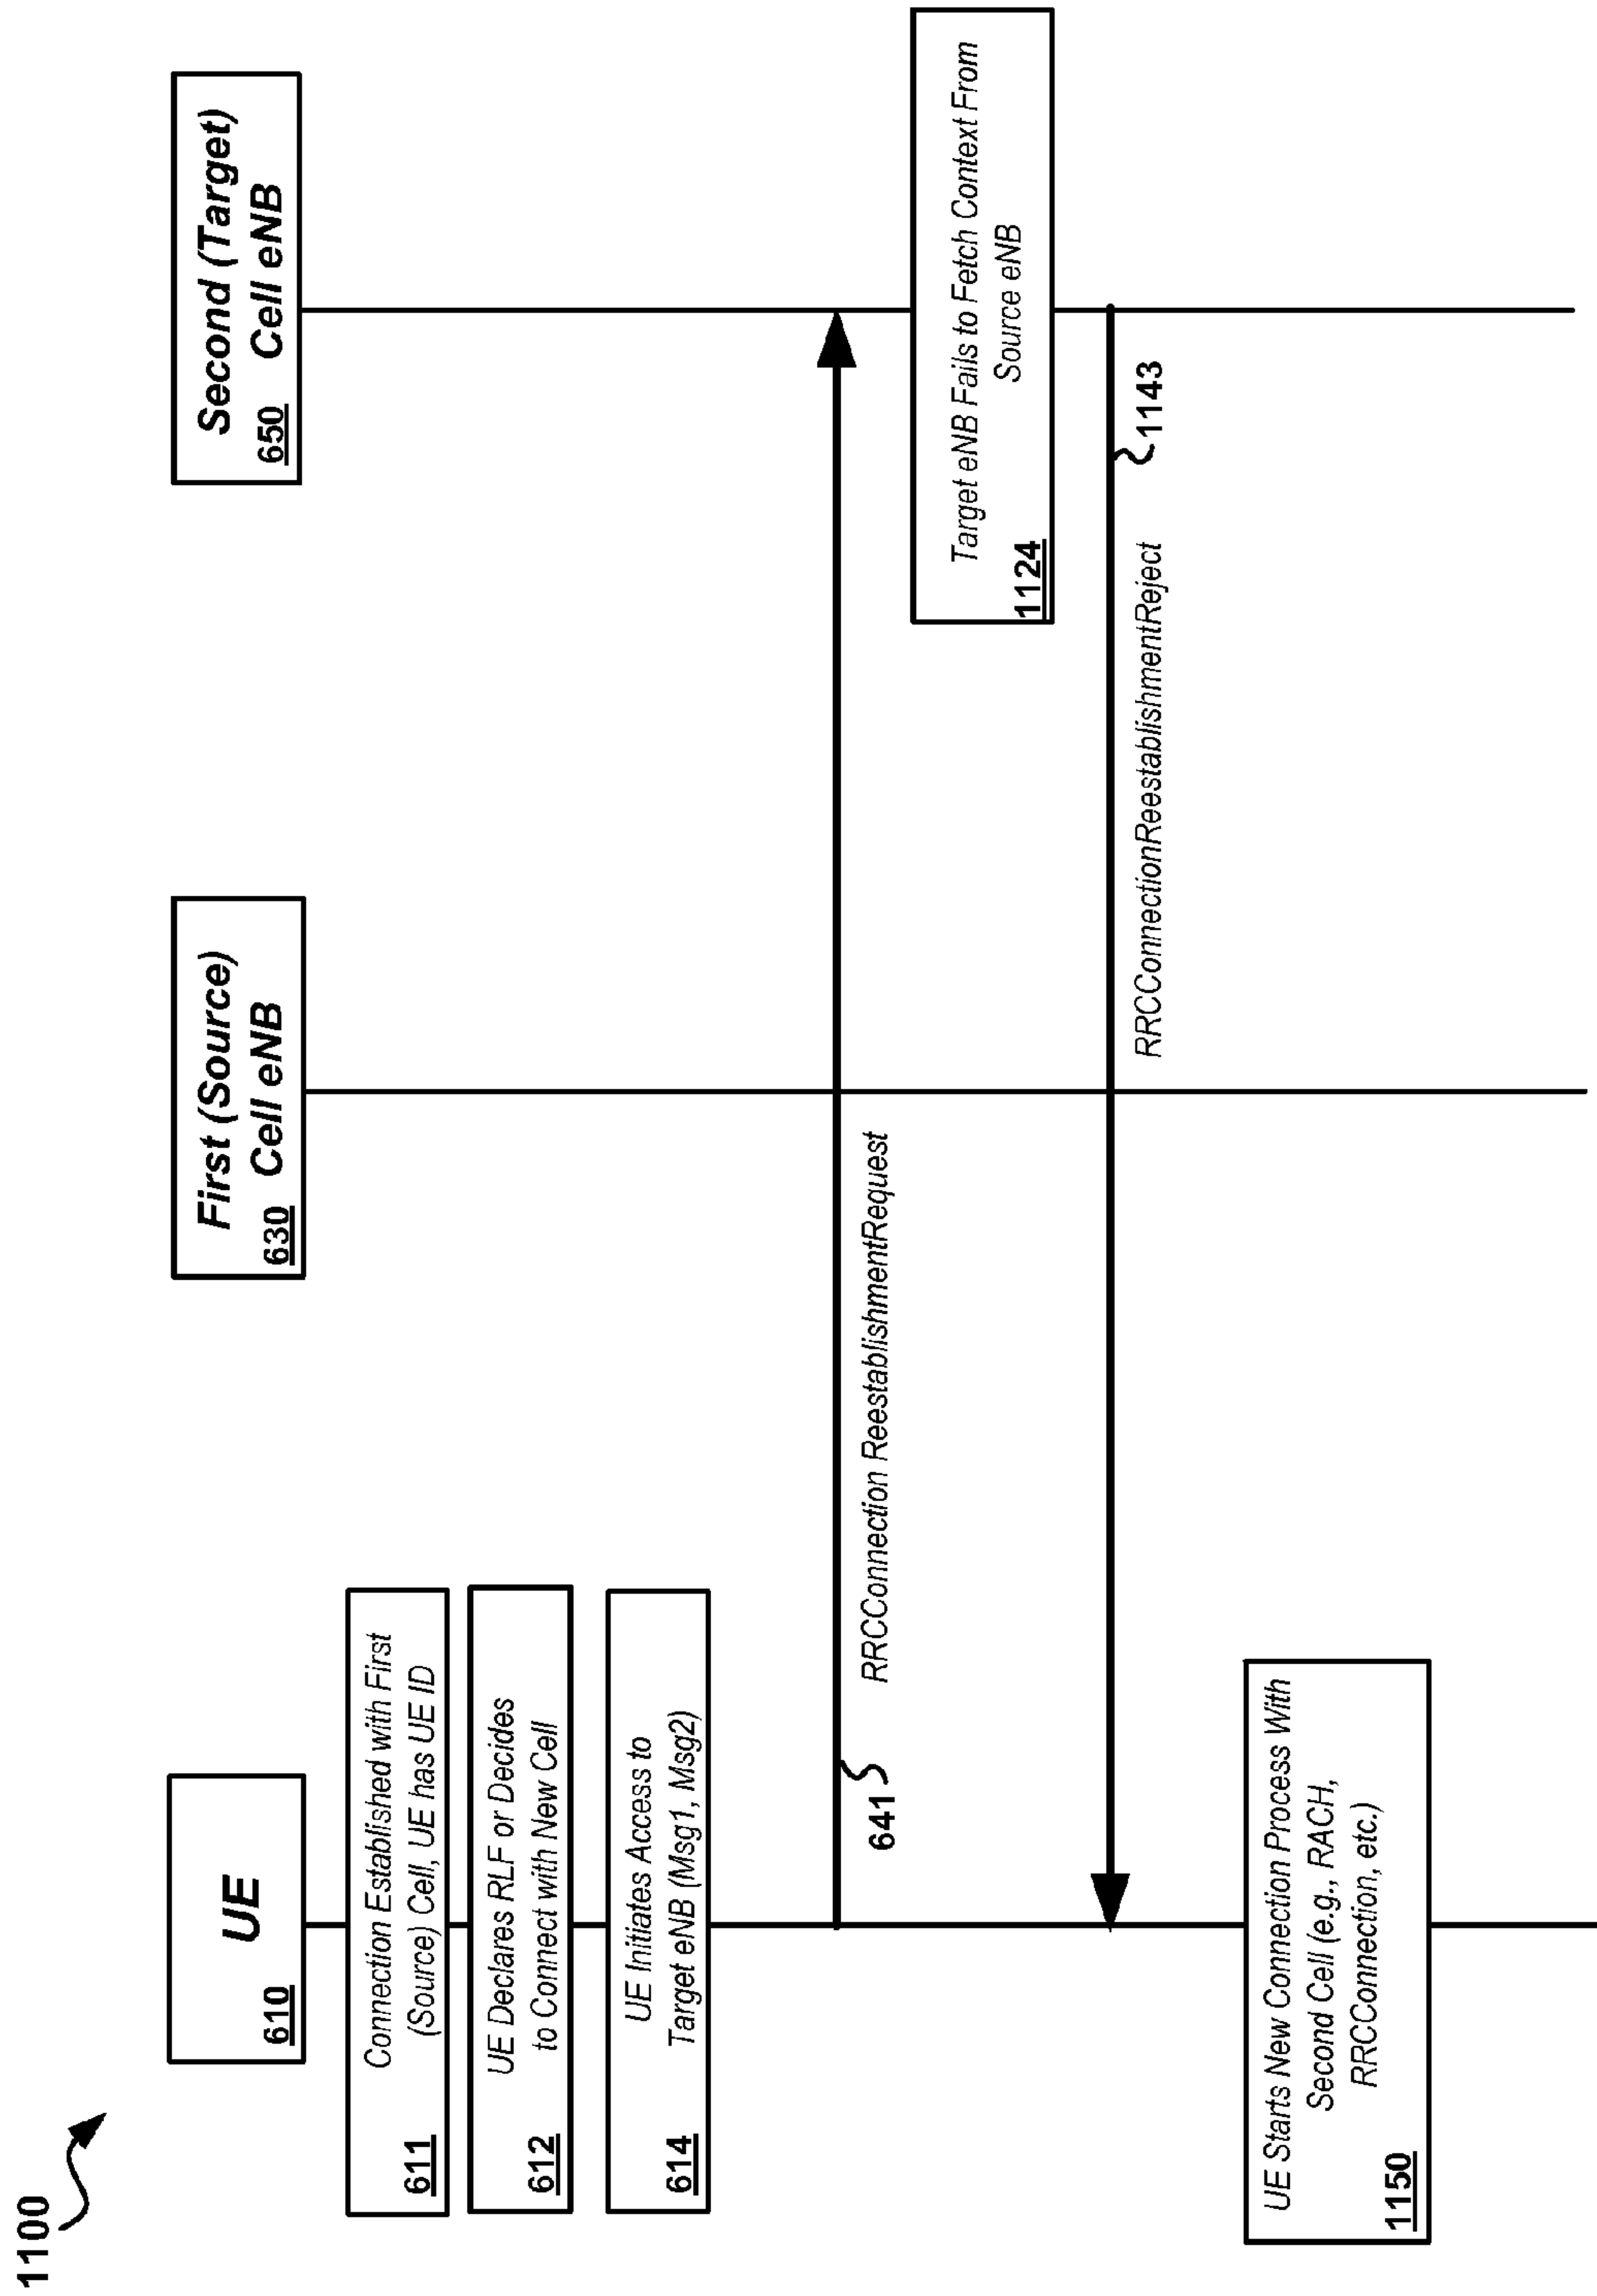 1100
UE
610
First (Source)
630 Cell eNB
Second (Target)
650 Cell eNB
Connection Established with First
611 (Source) Cell, UE has UE ID
UE Declares RLF or Decides
612 to Connect with New Cell
UE Initiates Access to
614 Target eNB (Msg1, Msg2)
641
RRCConnection ReestablishmentRequest
Target eNB Fails to Fetch Context From
Source eNB
1124
1143
RRCConnectionReestablishmentReject
UE Starts New Connection Process With
Second Cell (e.g., RACH,
RRCConnection, etc.)
1150